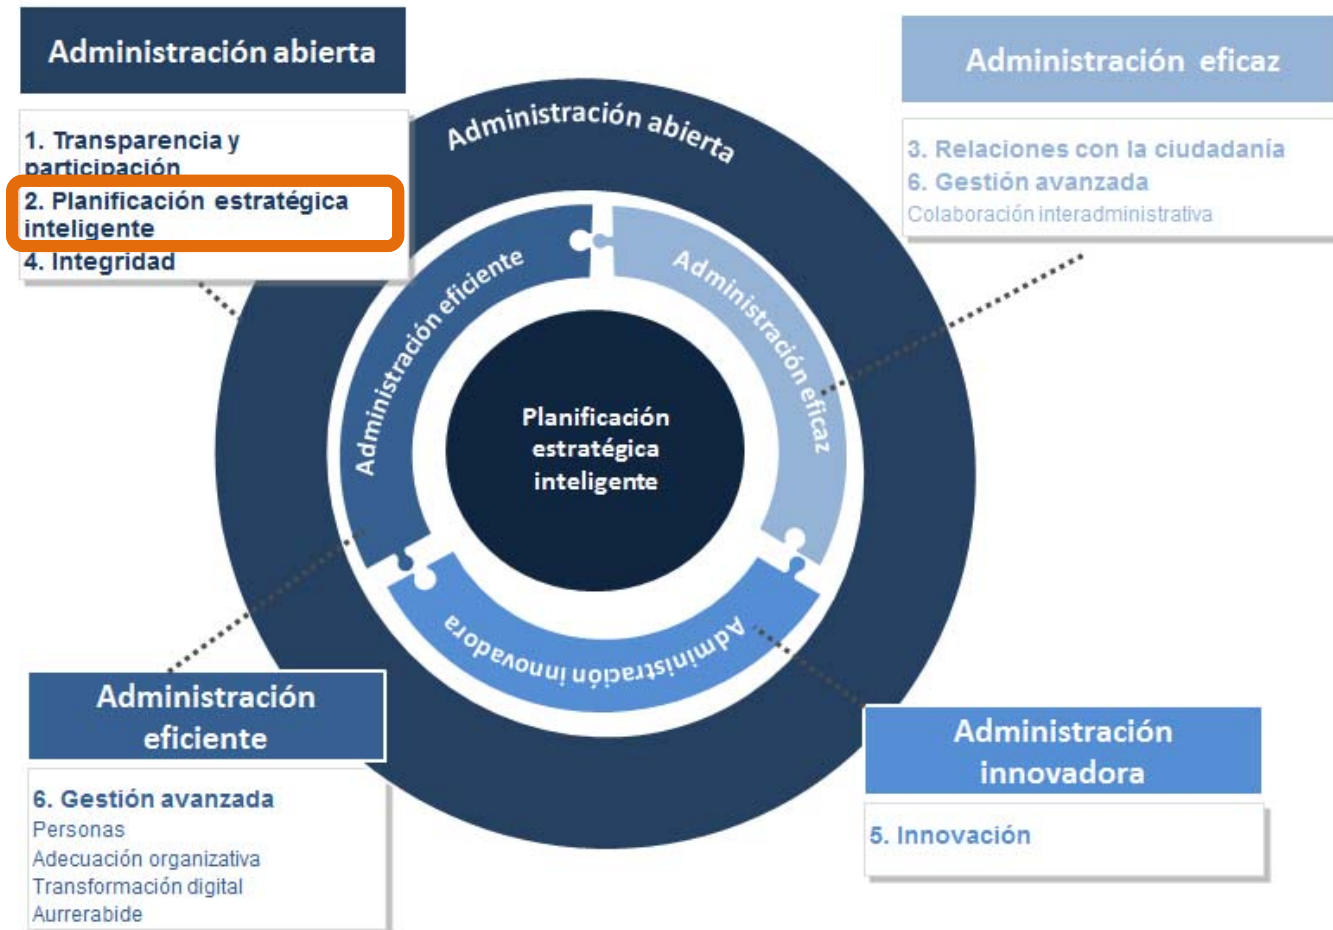 Administración abierta
1. Transparencia y
participación
2. Planificación estratégica
inteligente
4. Integridad
Administración eficaz
3. Relaciones con la ciudadanía
6. Gestión avanzada
Colaboración interadministrativa
Administración abierta
Administración eficiente
Administración eficaz
Planificación
estratégica
inteligente
Administración innovadora
Administración
eficiente
6. Gestión avanzada
Personas
Adecuación organizativa
Transformación digital
Aurrerabide
Administración
innovadora
5. Innovación